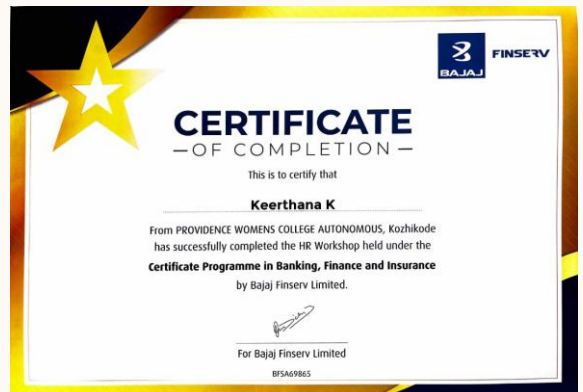 BAJAJ
FINSERV
CERTIFICATE
OF COMPLETION
This is to certify that
Keerthana K
From PROVIDENCE WOMENS COLLEGE AUTONOMOUS, Kozhikode
has successfully completed the HR Workshop held under the
Certificate Programme in Banking, Finance and Insurance
by Bajaj Finserv Limited.
For Bajaj Finserv Limited
BFSA69865